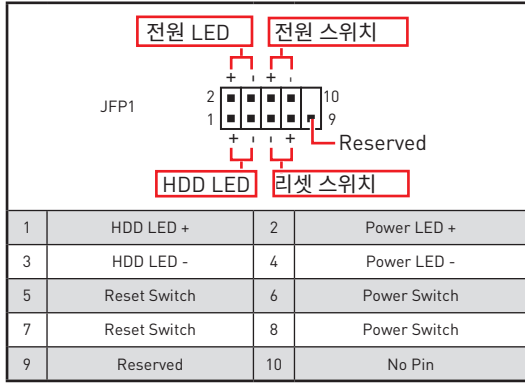 전원 LED 전원 스위치
+ - + -
JFP1
2 10
1 9
+ - - +
Reserved
HDD LED 리셋 스위치
1 HDD LED + 2 Power LED +
3 HDD LED - 4 Power LED -
5 Reset Switch 6 Power Switch
7 Reset Switch 8 Power Switch
9 Reserved 10 No Pin